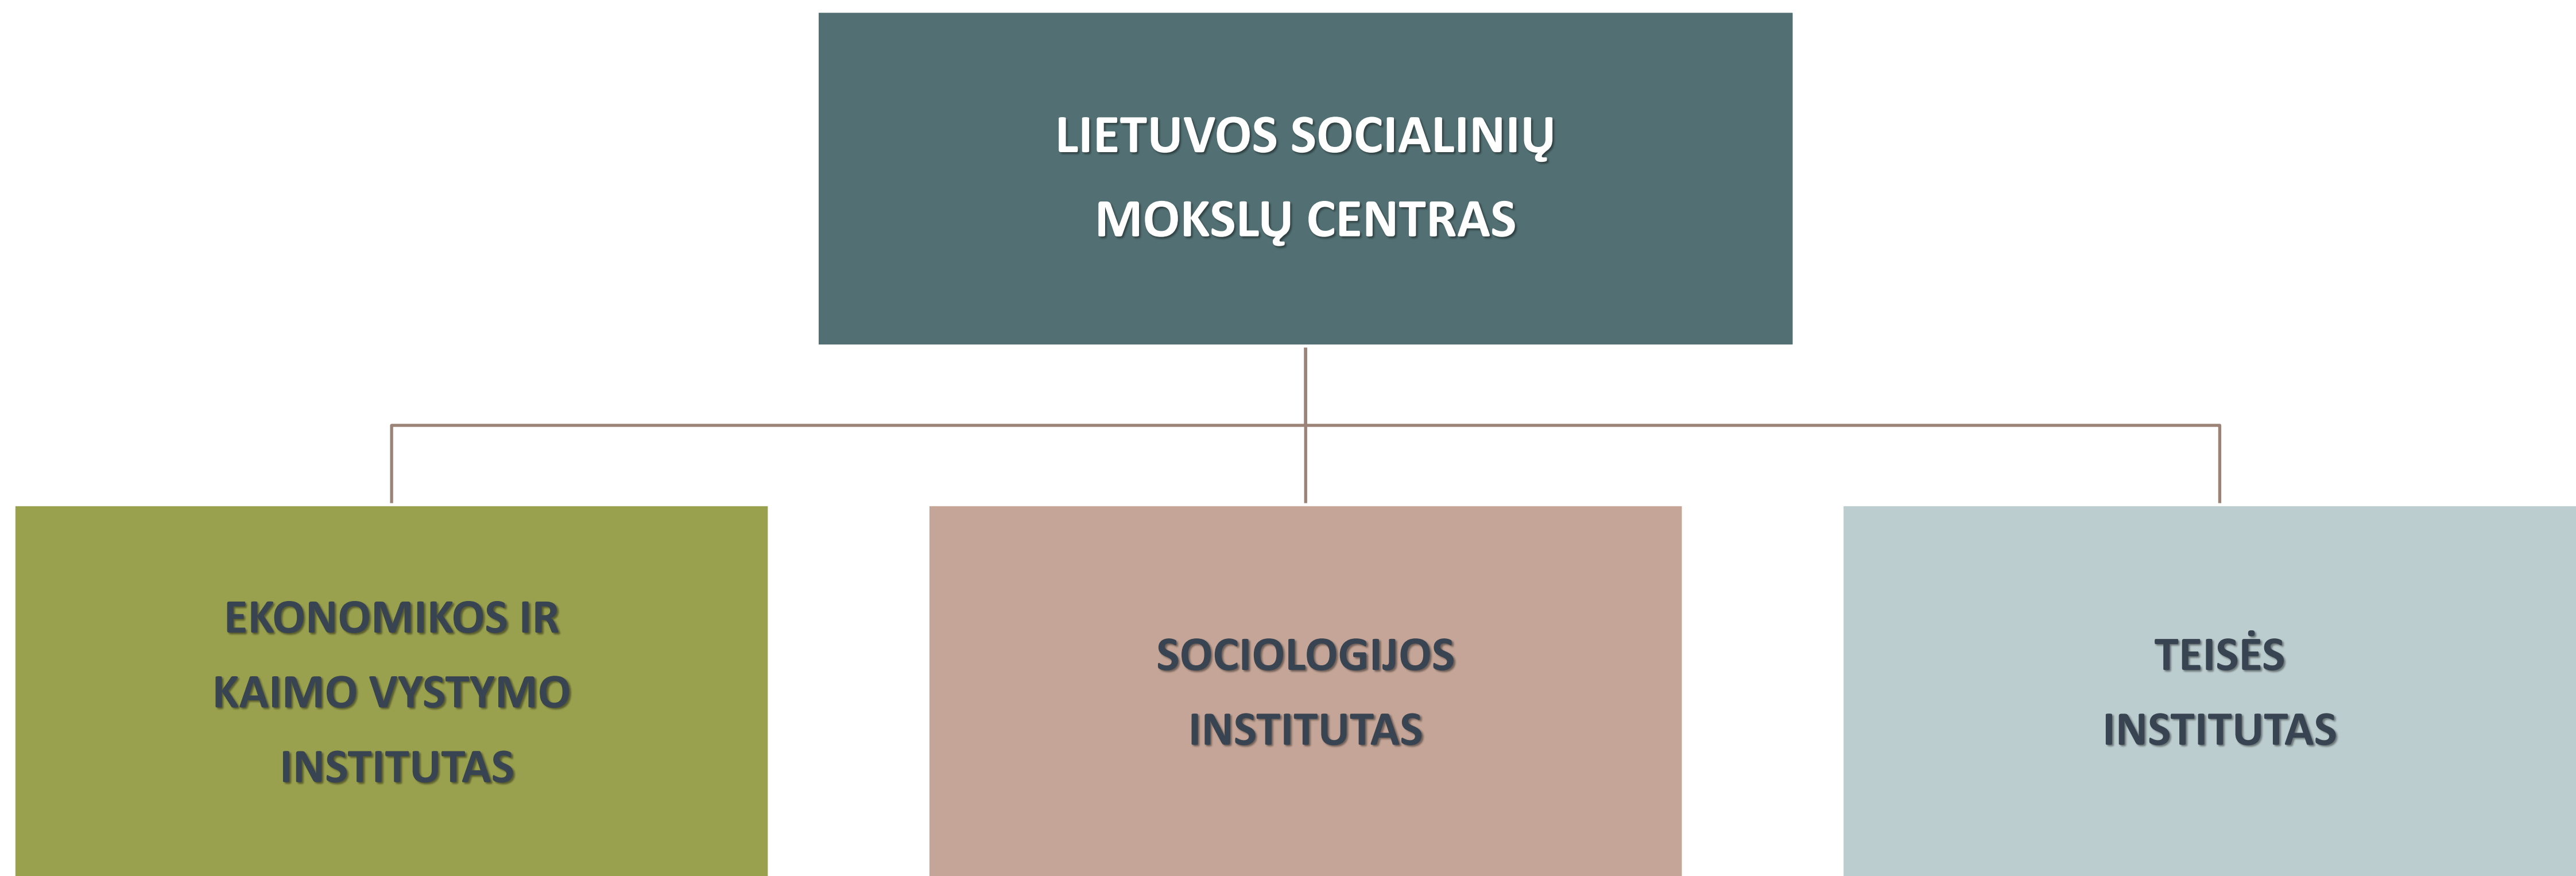 LIETUVOS SOCIALINIŲ
MOKSLŲ CENTRAS
EKONOMIKOS IR
KAIMO VYSTYMO
INSTITUTAS
SOCIOLOGIJOS
INSTITUTAS
TEISĖS
INSTITUTAS